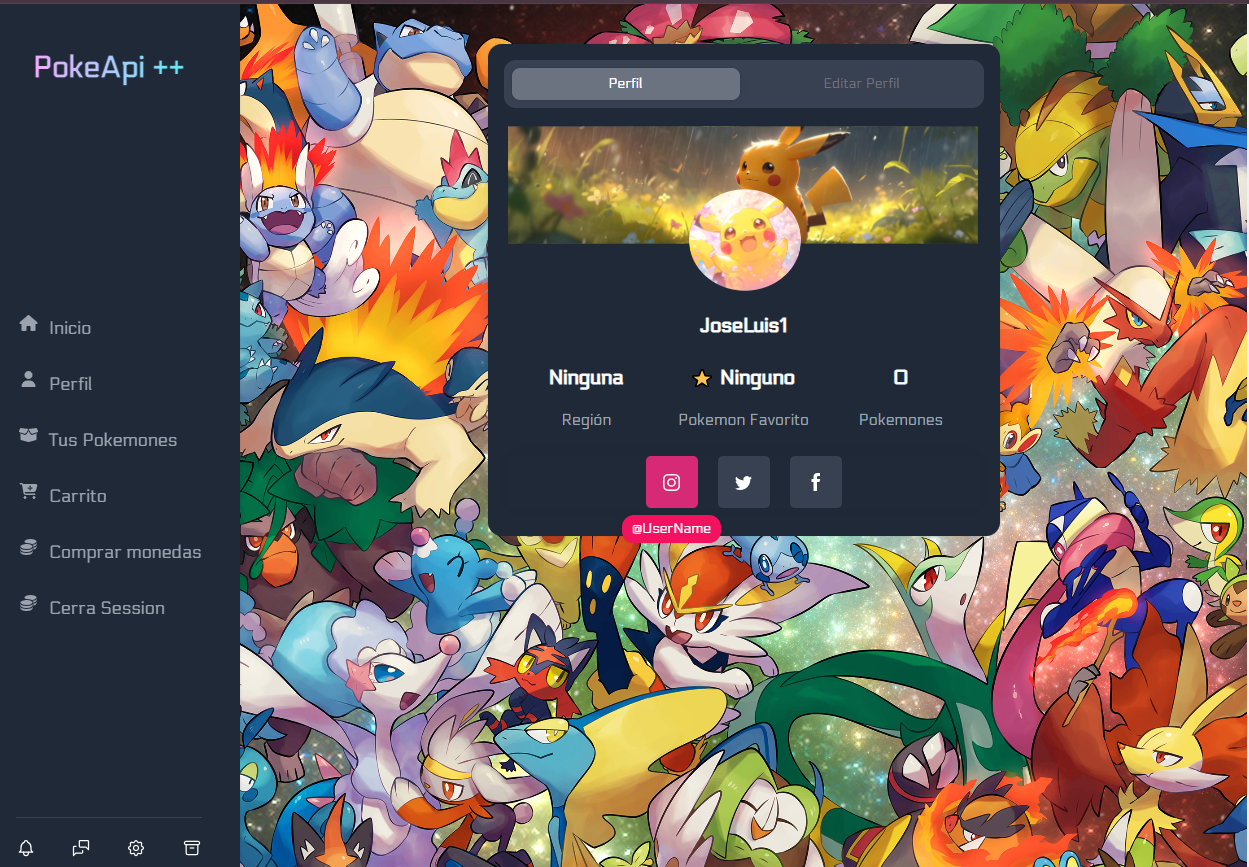 PokeApi ++
Inicio
Perfil
Tus Pokemones
Carrito
Comprar monedas
Cerra Session
Perfil
Editar Perfil
JoseLuis1
Ninguna
Ninguno
0
Región
Pokemon Favorito
Pokemones
@UserName